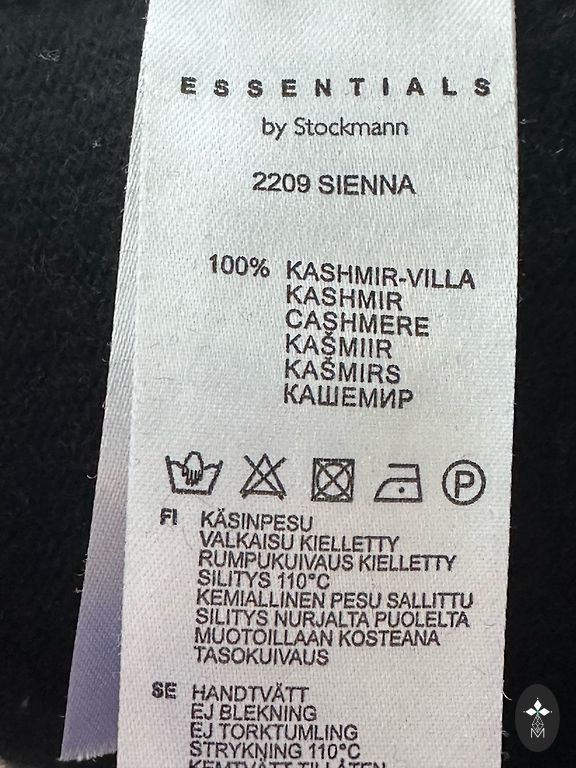 ESSENTIALS
by Stockmann
2209 SIENNA
100% KASHMIR-VILLA
KASHMIR
CASHMERE
KAŠMIIR
KAŠMIRS
КАШЕМИР
P
FI KÄSINPESU
VALKAISU KIELLETTY
RUMPUKUIVAUS KIELLETTY
SILITYS 110°C
KEMIALLINEN PESU SALLITTU
SILITYS NURJALTA PUOLELTA
MUOTOILLAAN KOSTEANA
TASOKUIVAUS
SE HANDTVÄTT
EJ BLEKNING
EJ TORKTUMLING
STRYKNING 110°C
KEMTVÄTT TILLÅTEN
M